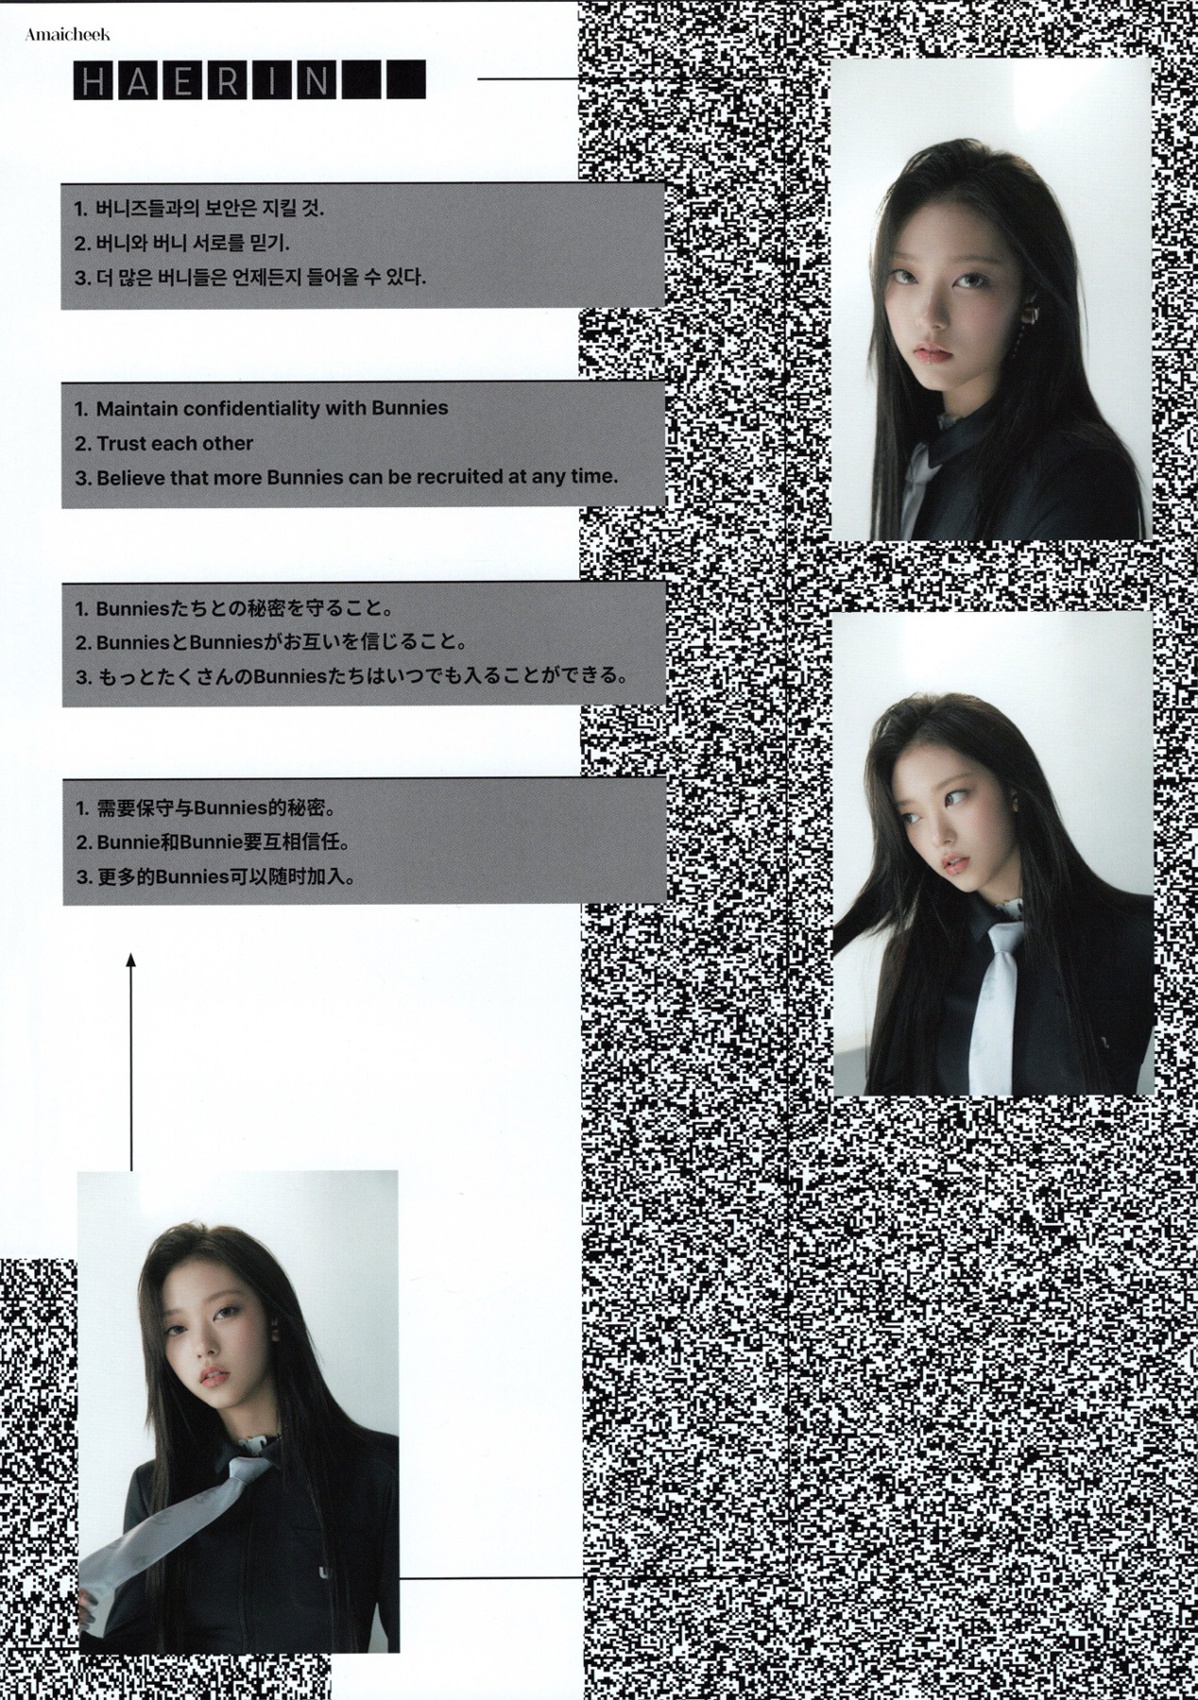 Amaicheek
HAERIN
1. 버니즈들과의 보안은 지킬 것.
2. 버니와 버니 서로를 믿기.
3. 더 많은 버니들은 언제든지 들어올 수 있다.
1. Maintain confidentiality with Bunnies
2. Trust each other
3. Believe that more Bunnies can be recruited at any time.
1. Bunniesたちとの秘密を守ること。
2. BunniesとBunniesがお互いを信じること。
3. もっとたくさんのBunniesたちはいつでも入ることができる。
1. 需要保守与Bunnies的秘密。
2. Bunnie和Bunnie要互相信任。
3. 更多的Bunnies可以随时加入。